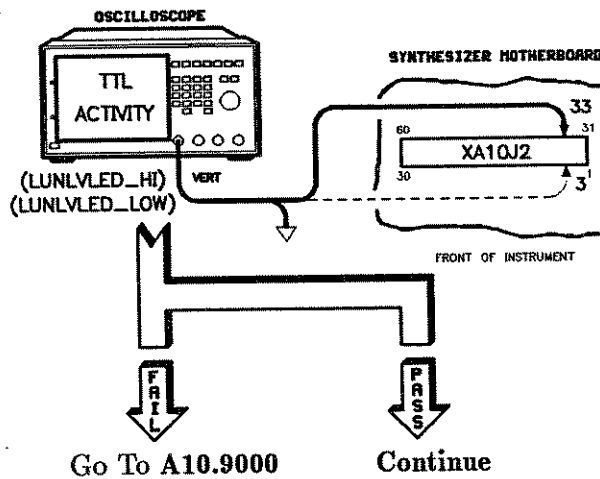 OSCILLOSCOPE
TTL
ACTIVITY
VERT
(LUNLVLED_HI)
(LUNLVLED_LOW)
SYNTHESIZER MOTHERBOARD
33
60
31
XA10J2
30
3
1
FRONT OF INSTRUMENT
FAIL
PASS
Go To A10.9000
Continue